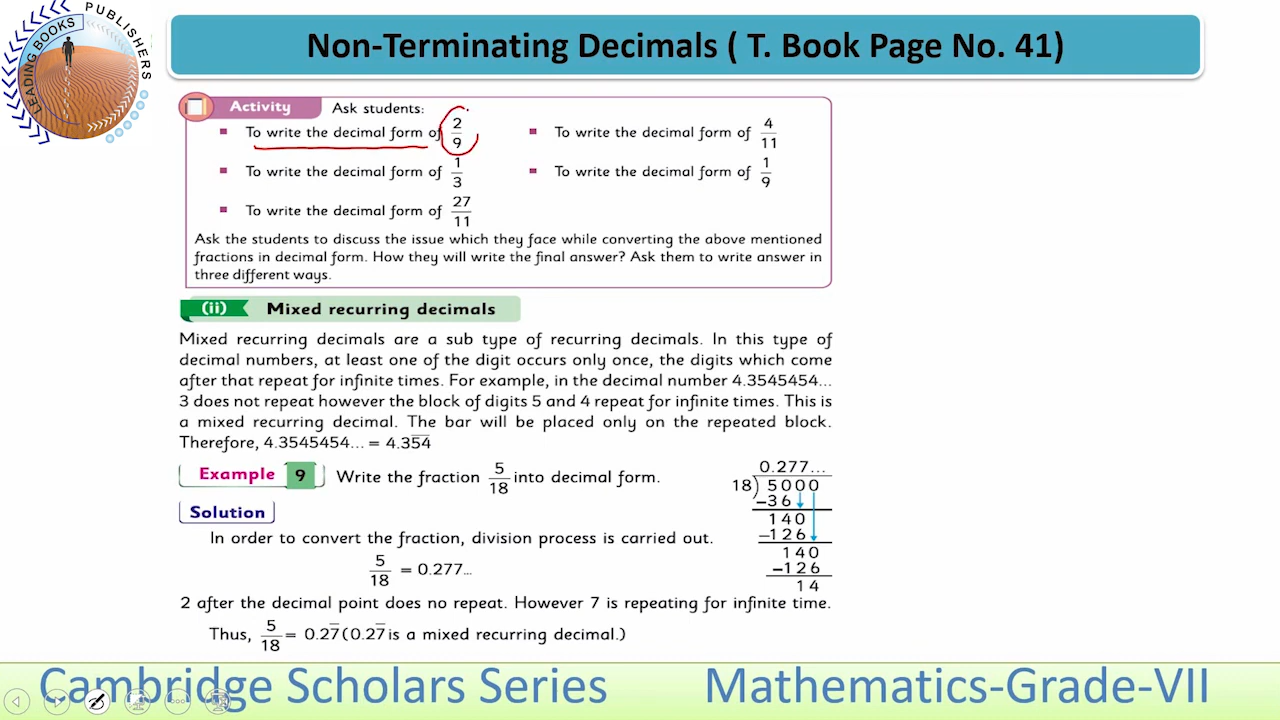 LEADING BOOKS PUBLISHERS
Non-Terminating Decimals ( T. Book Page No. 41)
Activity Ask students:
▪ To write the decimal form of 2/9 ▪ To write the decimal form of 4/11
▪ To write the decimal form of 1/3 ▪ To write the decimal form of 1/9
▪ To write the decimal form of 27/11
Ask the students to discuss the issue which they face while converting the above mentioned
fractions in decimal form. How they will write the final answer? Ask them to write answer in
three different ways.
(ii) Mixed recurring decimals
Mixed recurring decimals are a sub type of recurring decimals. In this type of
decimal numbers, at least one of the digit occurs only once, the digits which come
after that repeat for infinite times. For example, in the decimal number 4.3545454...
3 does not repeat however the block of digits 5 and 4 repeat for infinite times. This is
a mixed recurring decimal. The bar will be placed only on the repeated block.
Therefore, 4.3545454... = 4.35̅4̅
Example 9 Write the fraction 5/18 into decimal form.
Solution
In order to convert the fraction, division process is carried out.
5/18 = 0.277...
2 after the decimal point does no repeat. However 7 is repeating for infinite time.
Thus, 5/18 = 0.27̅ (0.27̅ is a mixed recurring decimal.)
0.277...
18) 5000
−36
140
−126
140
−126
14
Cambridge Scholars Series Mathematics-Grade-VII